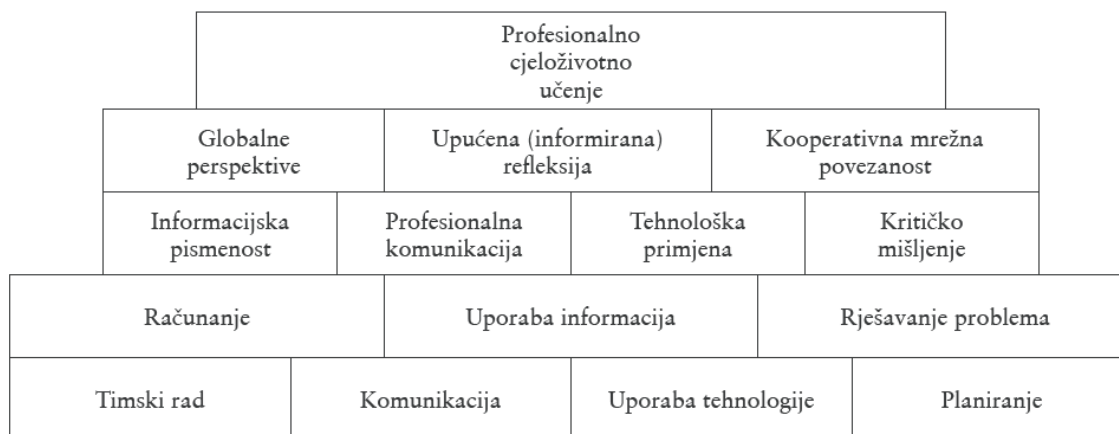 Profesionalno
cjeloživotno
učenje
Globalne
perspektive
Upućena (informirana)
refleksija
Kooperativna mrežna
povezanost
Informacijska
pismenost
Profesionalna
komunikacija
Tehnološka
primjena
Kritičko
mišljenje
Računanje
Uporaba informacija
Rješavanje problema
Timski rad
Komunikacija
Uporaba tehnologije
Planiranje